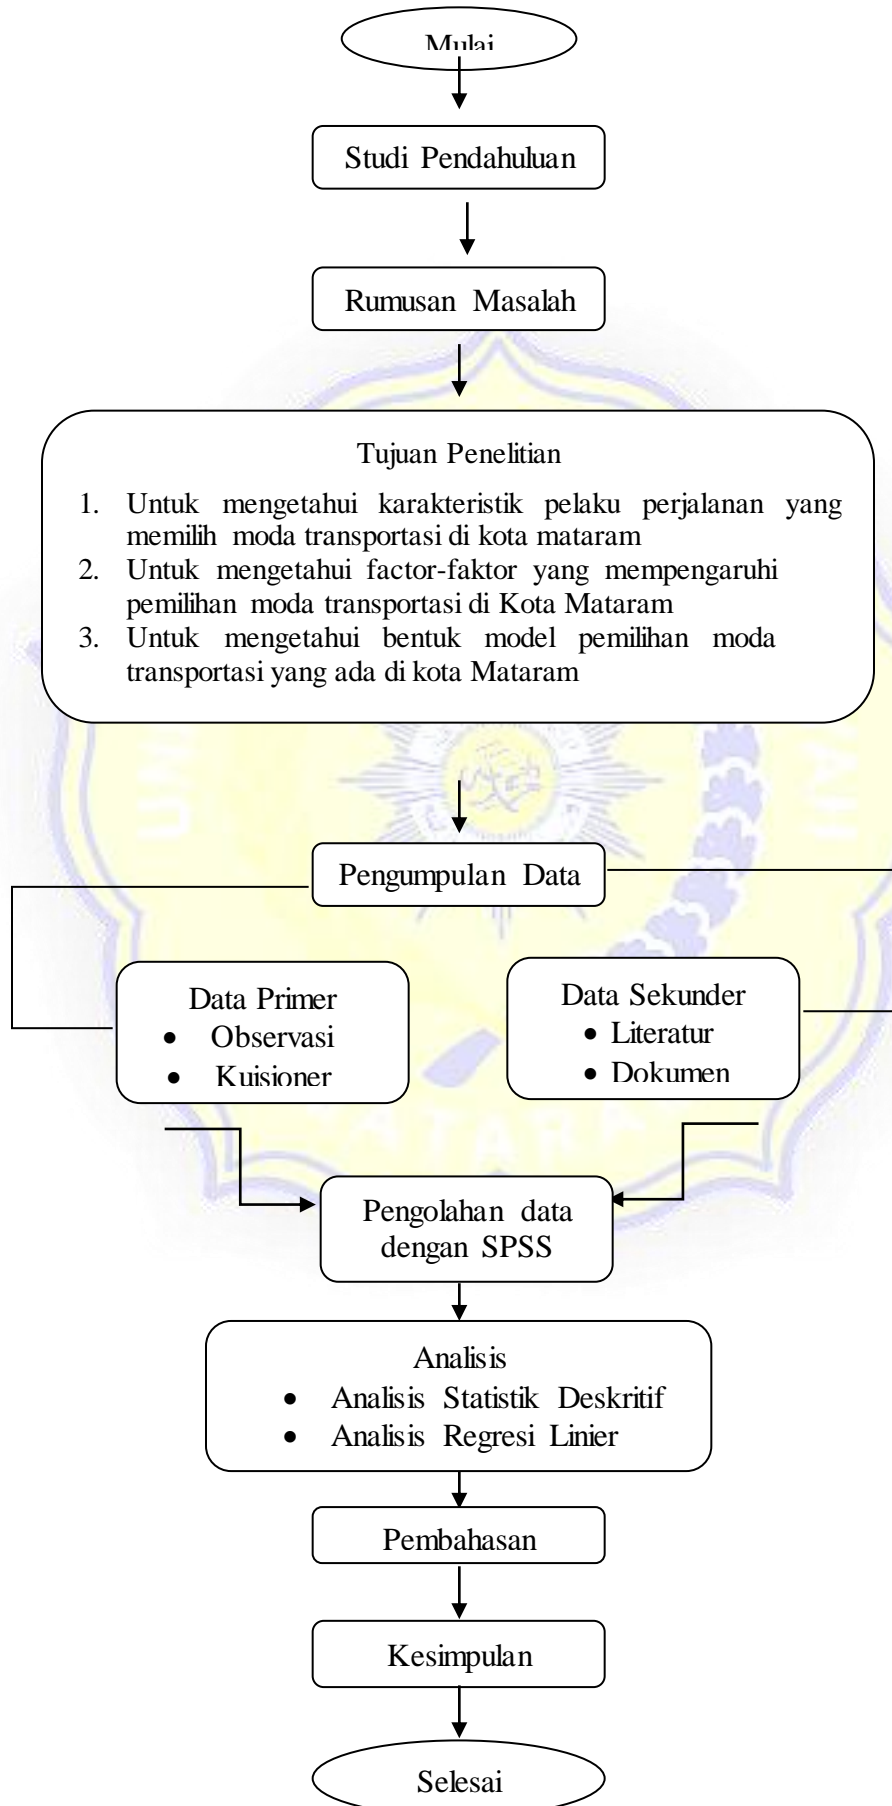 Mulai
Studi Pendahuluan
Rumusan Masalah
Tujuan Penelitian
1. Untuk mengetahui karakteristik pelaku perjalanan yang
memilih moda transportasi di kota mataram
2. Untuk mengetahui factor-faktor yang mempengaruhi
pemilihan moda transportasi di Kota Mataram
3. Untuk mengetahui bentuk model pemilihan moda
transportasi yang ada di kota Mataram
Pengumpulan Data
Data Primer
• Observasi
• Kuisioner
Data Sekunder
• Literatur
• Dokumen
Pengolahan data
dengan SPSS
Analisis
• Analisis Statistik Deskritif
• Analisis Regresi Linier
Pembahasan
Kesimpulan
Selesai